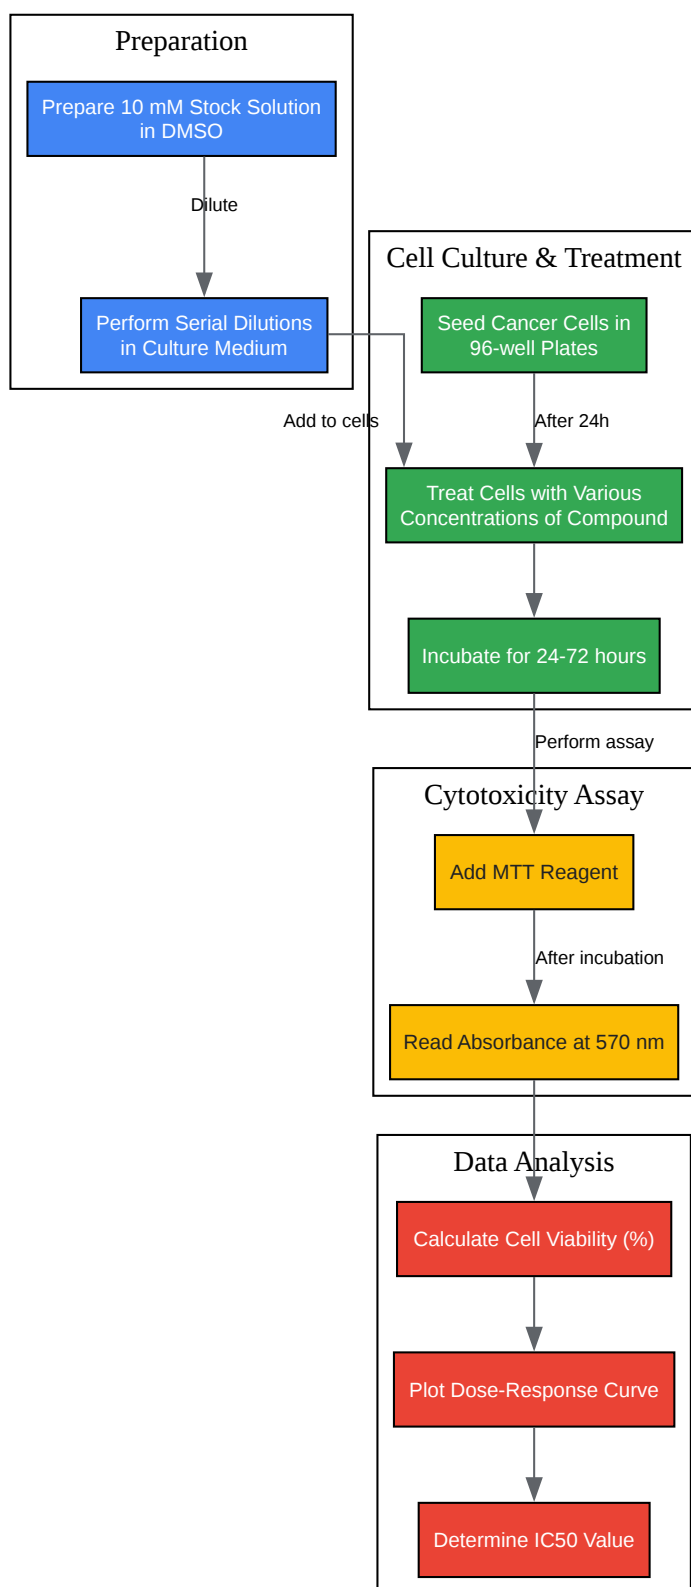 Preparation
Prepare 10 mM Stock Solution
in DMSO
Dilute
Perform Serial Dilutions
in Culture Medium
Add to cells
Cell Culture & Treatment
Seed Cancer Cells in
96-well Plates
After 24h
Treat Cells with Various
Concentrations of Compound
Incubate for 24-72 hours
Perform assay
Cytotoxicity Assay
Add MTT Reagent
After incubation
Read Absorbance at 570 nm
Data Analysis
Calculate Cell Viability (%)
Plot Dose-Response Curve
Determine IC50 Value